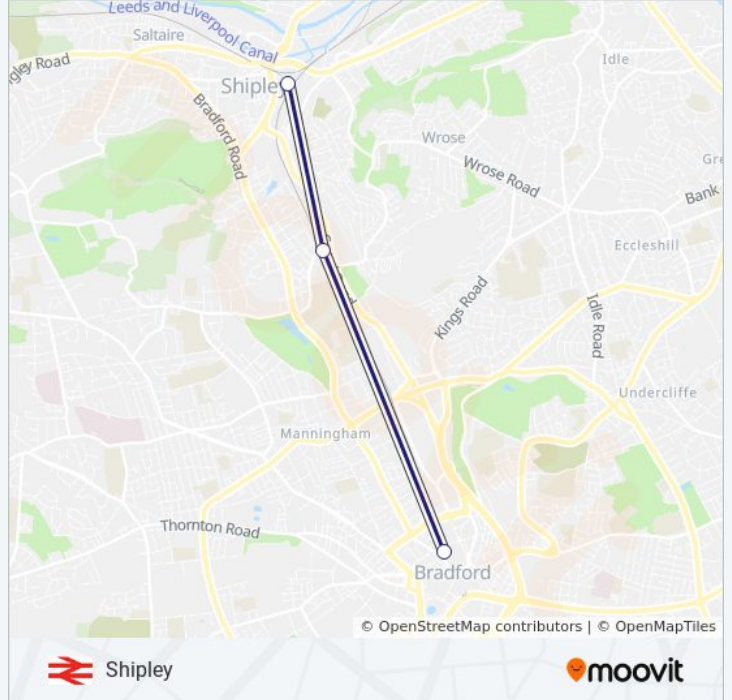 Leeds and Liverpool Canal
Saltaire
Idle
gley Road
Shipley
Bradford Road
Wrose
Wrose Road
Gre
Bank
Eccleshill
Kings Road
Idle Road
Undercliffe
Manningham
Thornton Road
Bradford
© OpenStreetMap contributors | © OpenMapTiles
Shipley
moovit